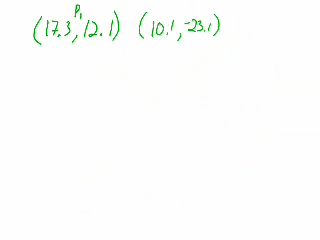 P₁
(17.3, 12.1) (10.1, -23.1)